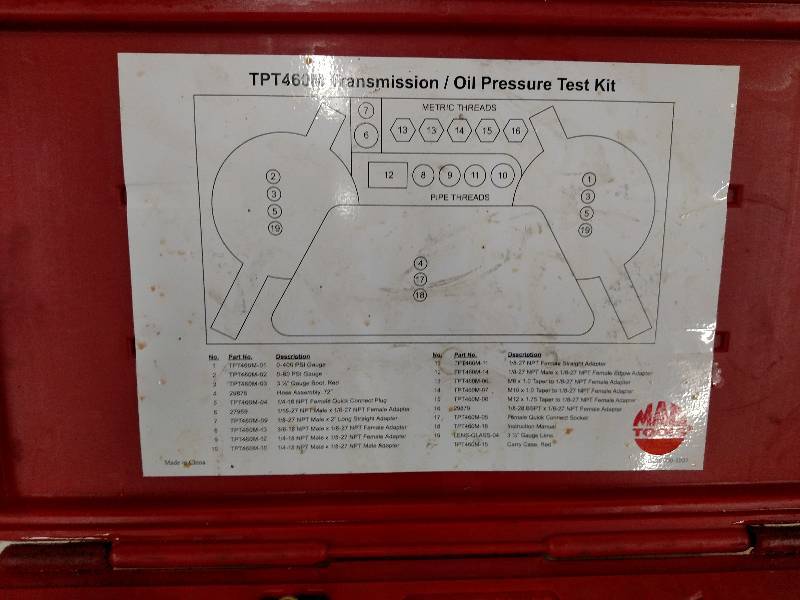 TPT460M Transmission / Oil Pressure Test Kit
METRIC THREADS
7
6
13 13 14 15 16
12 8 9 11 10
PIPE THREADS
2
3
5
19
1
3
5
19
4
17
18
No. Part No. Description
1 TPT460M-01 0-400 PSI Gauge
2 TPT460M-02 0-60 PSI Gauge
3 TPT460M-03 3 ½" Gauge Boot, Red
4 29876 Hose Assembly, 72"
5 TPT460M-04 1/4-18 NPT Female Quick Connect Plug
6 27959 NPT Male x 1/8-27 NPT Female Adapter
7 TPT460M-09 1/8-27 NPT Male x 2" Long Straight Adapter
8 3/8-18 NPT Male x 1/8-27 NPT Female Adapter
9 1/4-18 NPT Male x 1/8-27 NPT Female Adapter
10 1/4-18 NPT Male x 1/8-27 NPT Male Adapter
No. Part No. Description
11 TPT460M-11 1/8-27 NPT Female Straight Adapter
12 TPT460M-14 1/8-27 NPT Male x 1/8-27 NPT Female Adapter
13 TPT460M-06 M8 x 1.0 Taper to 1/8-27 NPT Female Adapter
14 TPT460M-07 M10 x 1.0 Taper to 1/8-27 NPT Female Adapter
15 TPT460M-08 M12 x 1.75 Taper to 1/8-27 NPT Female Adapter
16 29879 1/8-28 BSPT x 1/8-27 NPT Female Adapter
17 TPT460M-05 Female Quick Connect Socket
18 Instruction Manual
19 LENS-GLASS-04 3 ½" Gauge Lens
TPT460M-15 Carry Case, Red
MAC
TOOLS
Made in China